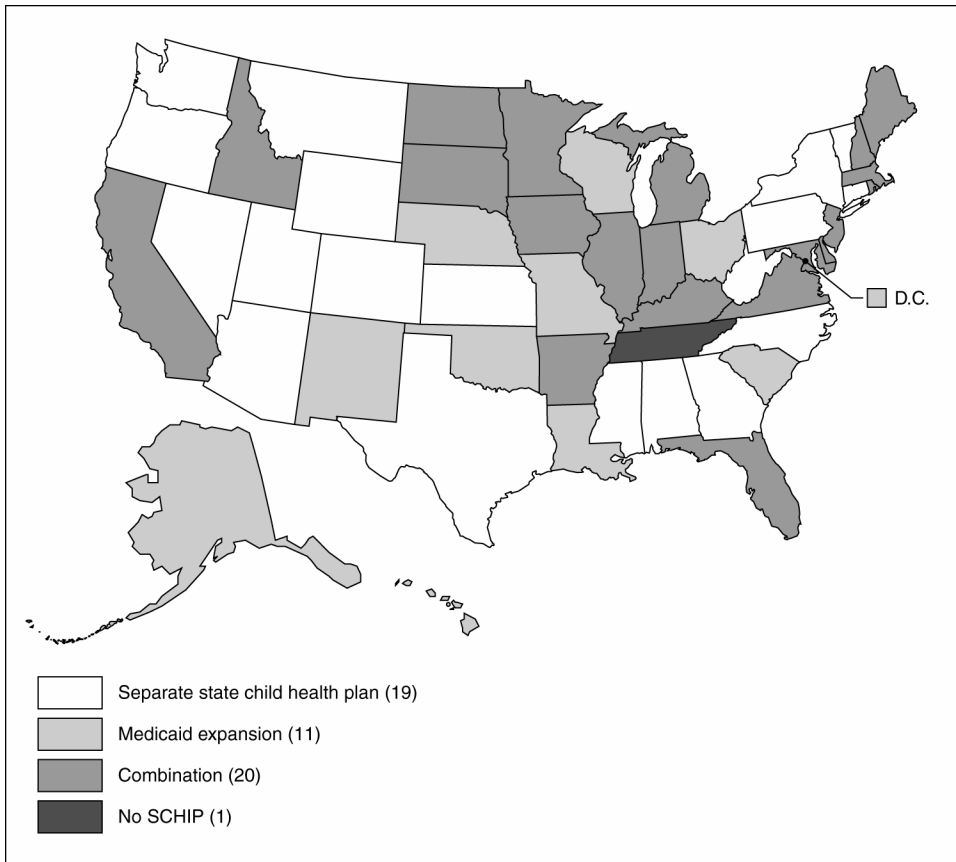 D.C.
Separate state child health plan (19)
Medicaid expansion (11)
Combination (20)
No SCHIP (1)